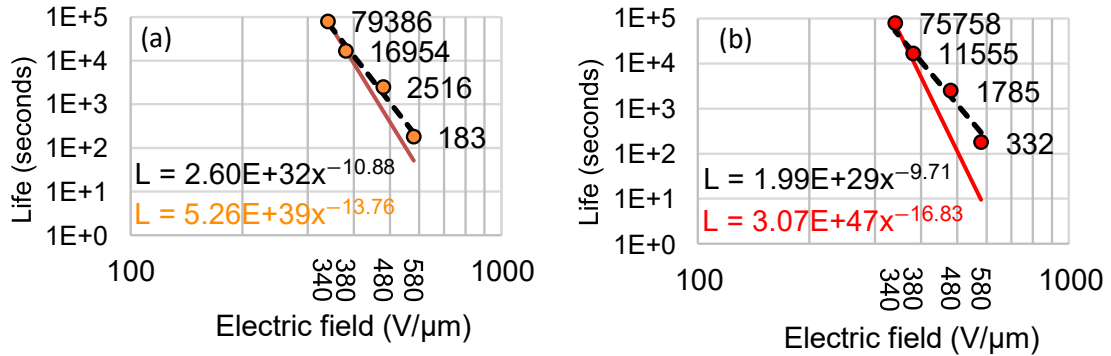 (a)
Life (seconds)
1E+5
1E+4
1E+3
1E+2
1E+1
1E+0
79386
16954
2516
183
L = 2.60E+32x⁻¹⁰·⁸⁸
L = 5.26E+39x⁻¹³·⁷⁶
100
340
380
480
580
1000
Electric field (V/μm)
(b)
Life (seconds)
1E+5
1E+4
1E+3
1E+2
1E+1
1E+0
75758
11555
1785
332
L = 1.99E+29x⁻⁹·⁷¹
L = 3.07E+47x⁻¹⁶·⁸³
100
340
380
480
580
1000
Electric field (V/μm)